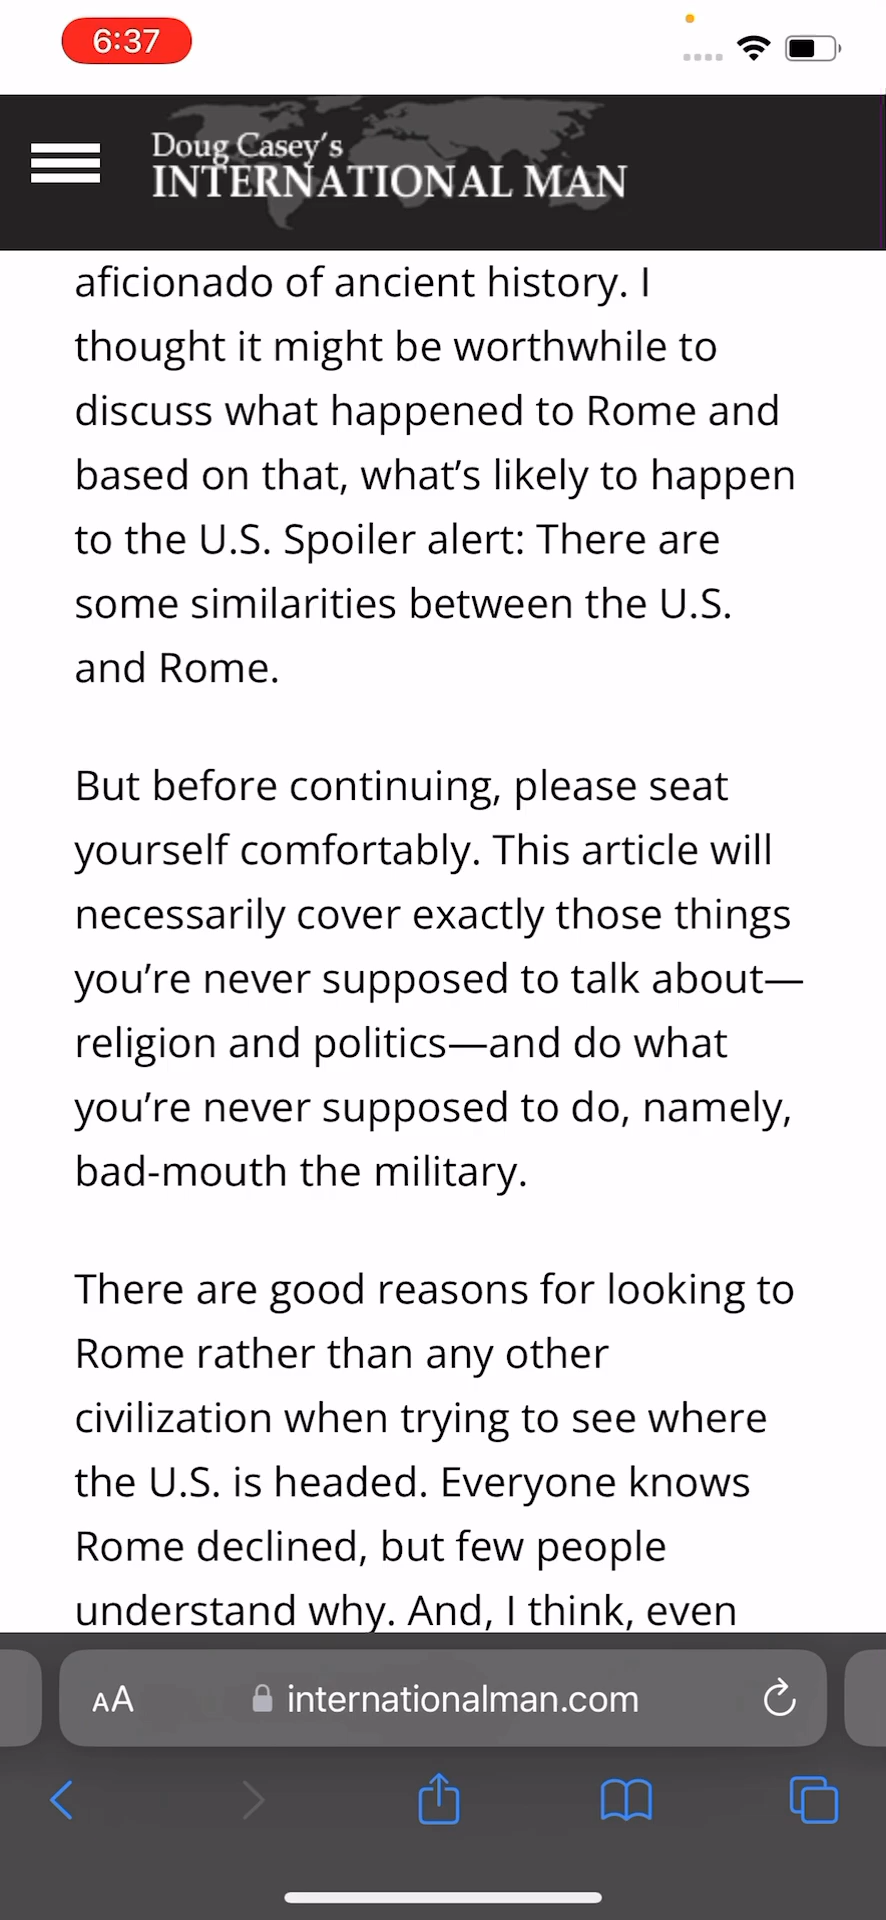 6:37
Doug Casey's
INTERNATIONAL MAN
aficionado of ancient history. I
thought it might be worthwhile to
discuss what happened to Rome and
based on that, what’s likely to happen
to the U.S. Spoiler alert: There are
some similarities between the U.S.
and Rome.
But before continuing, please seat
yourself comfortably. This article will
necessarily cover exactly those things
you’re never supposed to talk about—
religion and politics—and do what
you’re never supposed to do, namely,
bad-mouth the military.
There are good reasons for looking to
Rome rather than any other
civilization when trying to see where
the U.S. is headed. Everyone knows
Rome declined, but few people
understand why. And, I think, even
AA internationalman.com